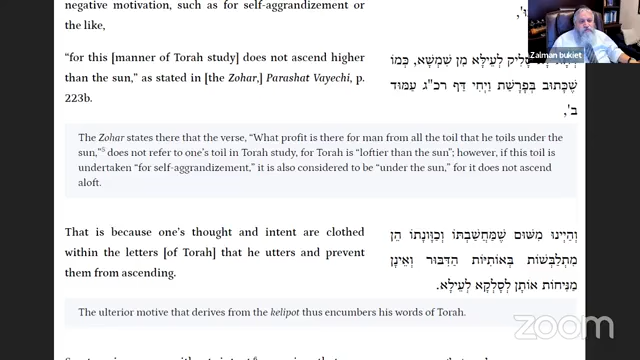 negative motivation, such as for self-aggrandizement or
the like,
“for this [manner of Torah study] does not ascend higher
than the sun,” as stated in [the Zohar,] Parashat Vayechi, p.
223b.
סָלֵיק לְעֵילָּא מִן שִׁמְשָׁא, כְּמוֹ
שֶׁכָּתוּב בְּפָרָשַׁת וַיְחִי דַּף רכ"ג עַמּוּד
ב',
The Zohar states there that the verse, “What profit is there for man from all the toil that he toils under the
sun,”⁵ does not refer to one’s toil in Torah study, for Torah is “loftier than the sun”; however, if this toil is
undertaken “for self-aggrandizement,” it is also considered to be “under the sun,” for it does not ascend
aloft.
That is because one’s thought and intent are clothed
within the letters [of Torah] that he utters and prevent
them from ascending.
וְהַיְינוּ מִשּׁוּם שֶׁמַּחֲשַׁבְתּוֹ וְכַוָּונָתוֹ הֵן
מִתְלַבְּשׁוֹת בְּאוֹתִיּוֹת הַדִּבּוּר וְאֵינָן
מַנִּיחוֹת אוֹתָן לְסָלְקָא לְעֵילָּא.
The ulterior motive that derives from the kelipot thus encumbers his words of Torah.
Zalman bukiet
zoom